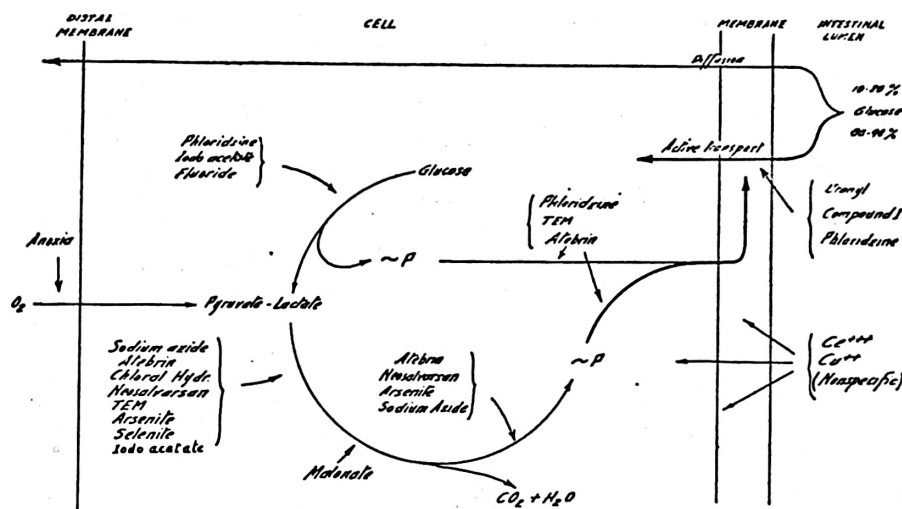 DISTAL
MEMBRANE
CELL
MEMBRANE
INTESTINAL
LUMEN
Diffusion
10-20%
Glucose
80-90%
Active transport
Phloridzine
Iodo acetate
Fluoride
Glucose
Phloridzine
TEM
Atebrin
Uranyl
Compound I
Phloridzine
Anoxia
~P
O2
Pyruvate - Lactate
~P
Ce+++
Cu++
(Nonspecific)
Sodium azide
Atebrin
Chloral Hydr.
Neosalvarsan
TEM
Arsenite
Selenite
Iodo acetate
Atebrin
Neosalvarsan
Arsenite
Sodium Azide
Malonate
CO2 + H2O